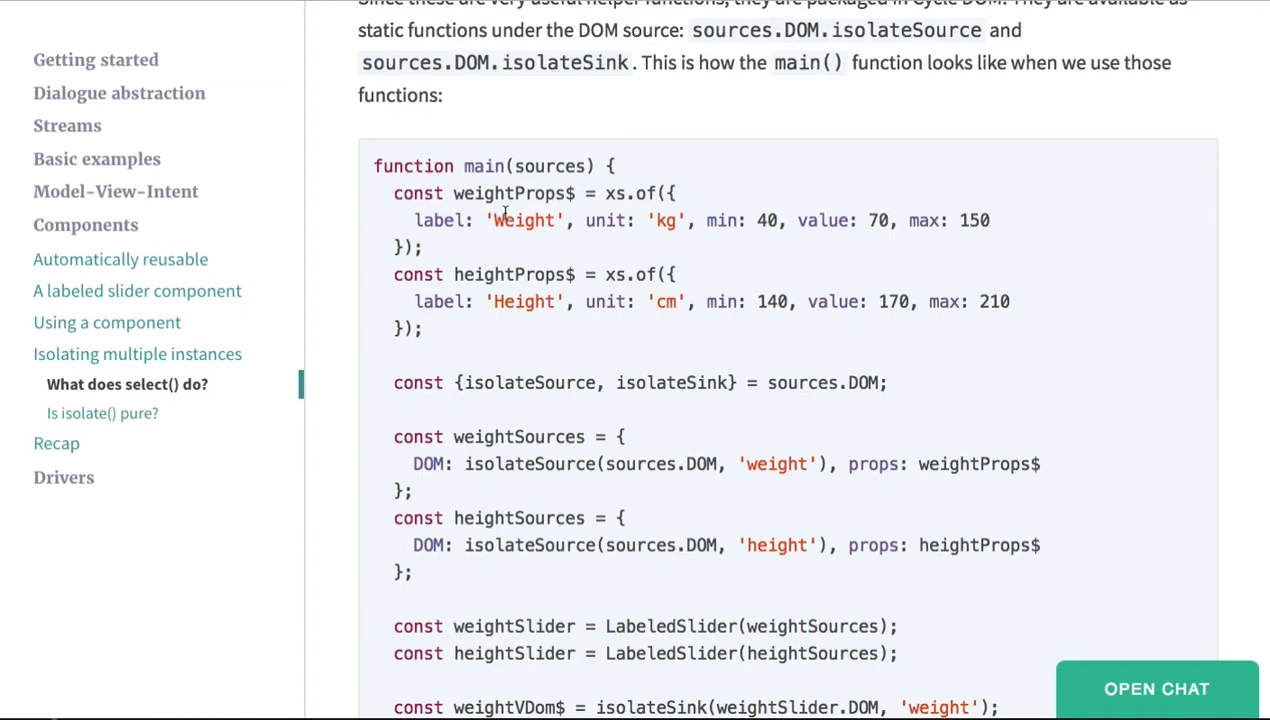 Getting started
Dialogue abstraction
Streams
Basic examples
Model-View-Intent
Components
Automatically reusable
A labeled slider component
Using a component
Isolating multiple instances
What does select() do?
Is isolate() pure?
Recap
Drivers
Since these are very useful helper functions, they are packaged in Cycle DOM. They are available as
static functions under the DOM source: sources.DOM.isolateSource and
sources.DOM.isolateSink. This is how the main() function looks like when we use those
functions:
function main(sources) {
  const weightProps$ = xs.of({
    label: 'Weight', unit: 'kg', min: 40, value: 70, max: 150
  });
  const heightProps$ = xs.of({
    label: 'Height', unit: 'cm', min: 140, value: 170, max: 210
  });
  const {isolateSource, isolateSink} = sources.DOM;
  const weightSources = {
    DOM: isolateSource(sources.DOM, 'weight'), props: weightProps$
  };
  const heightSources = {
    DOM: isolateSource(sources.DOM, 'height'), props: heightProps$
  };
  const weightSlider = LabeledSlider(weightSources);
  const heightSlider = LabeledSlider(heightSources);
  const weightVDom$ = isolateSink(weightSlider.DOM, 'weight');
OPEN CHAT